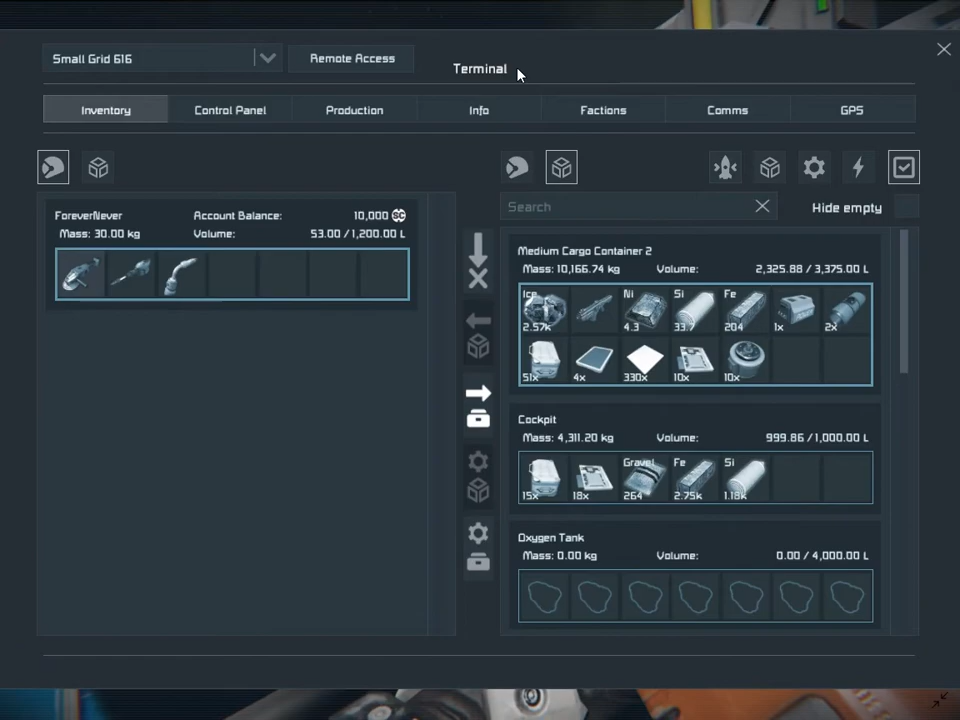 Small Grid 616
Remote Access
Terminal
Inventory
Control Panel
Production
Info
Factions
Comms
GPS
Search
Hide empty
ForeverNever
Account Balance: 10,000 SC
Mass: 30.00 kg Volume: 53.00 / 1,200.00 L
Medium Cargo Container 2
Mass: 10,166.74 kg Volume: 2,325.88 / 3,375.00 L
Ice Ni Si Fe
2.57k 4.3 33.7 204 1x 2x
51x 4x 330x 10x 10x
Cockpit
Mass: 4,311.20 kg Volume: 999.86 / 1,000.00 L
Gravel Fe Si
15x 18x 264 2.75k 1.18k
Oxygen Tank
Mass: 0.00 kg Volume: 0.00 / 4,000.00 L